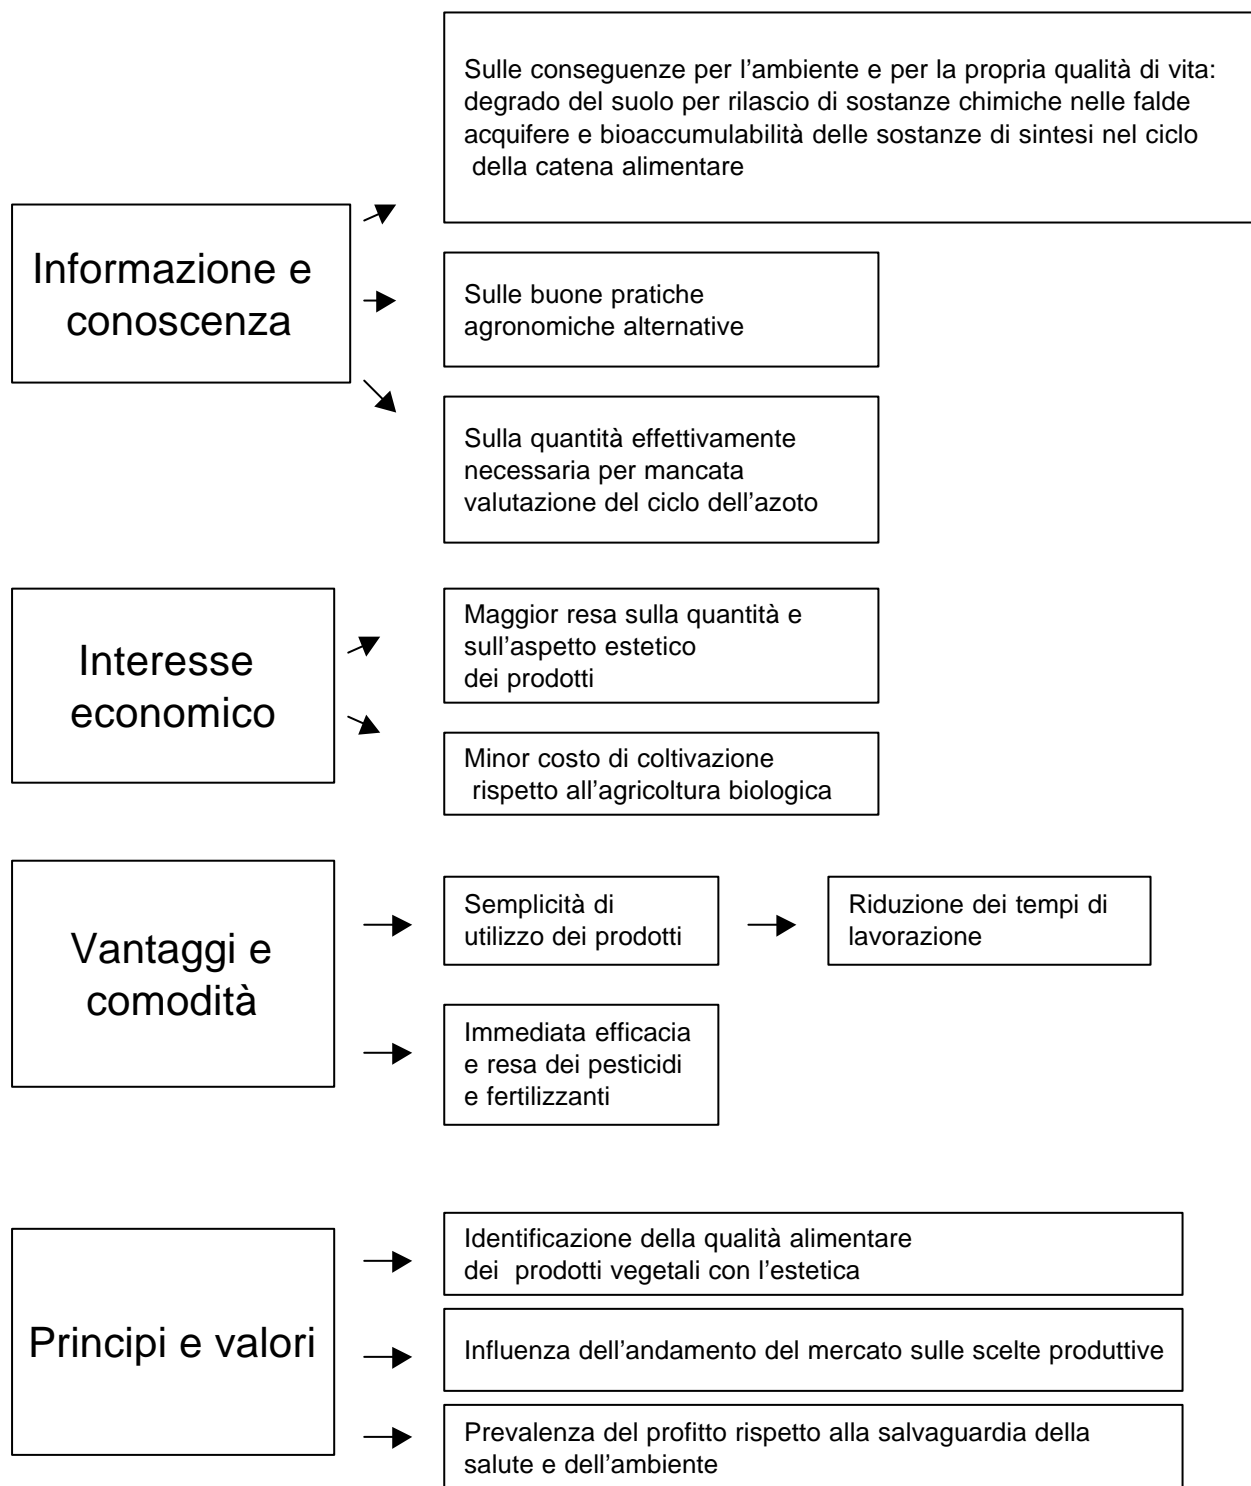 Sulle conseguenze per l'ambiente e per la propria qualità di vita:
degrado del suolo per rilascio di sostanze chimiche nelle falde
acquifere e bioaccumulabilità delle sostanze di sintesi nel ciclo
della catena alimentare
Informazione e
conoscenza
Sulle buone pratiche
agronomiche alternative
Sulla quantità effettivamente
necessaria per mancata
valutazione del ciclo dell'azoto
Interesse
economico
Maggior resa sulla quantità e
sull'aspetto estetico
dei prodotti
Minor costo di coltivazione
rispetto all'agricoltura biologica
Vantaggi e
comodità
Semplicità di
utilizzo dei prodotti
Riduzione dei tempi di
lavorazione
Immediata efficacia
e resa dei pesticidi
e fertilizzanti
Principi e valori
Identificazione della qualità alimentare
dei prodotti vegetali con l'estetica
Influenza dell'andamento del mercato sulle scelte produttive
Prevalenza del profitto rispetto alla salvaguardia della
salute e dell'ambiente